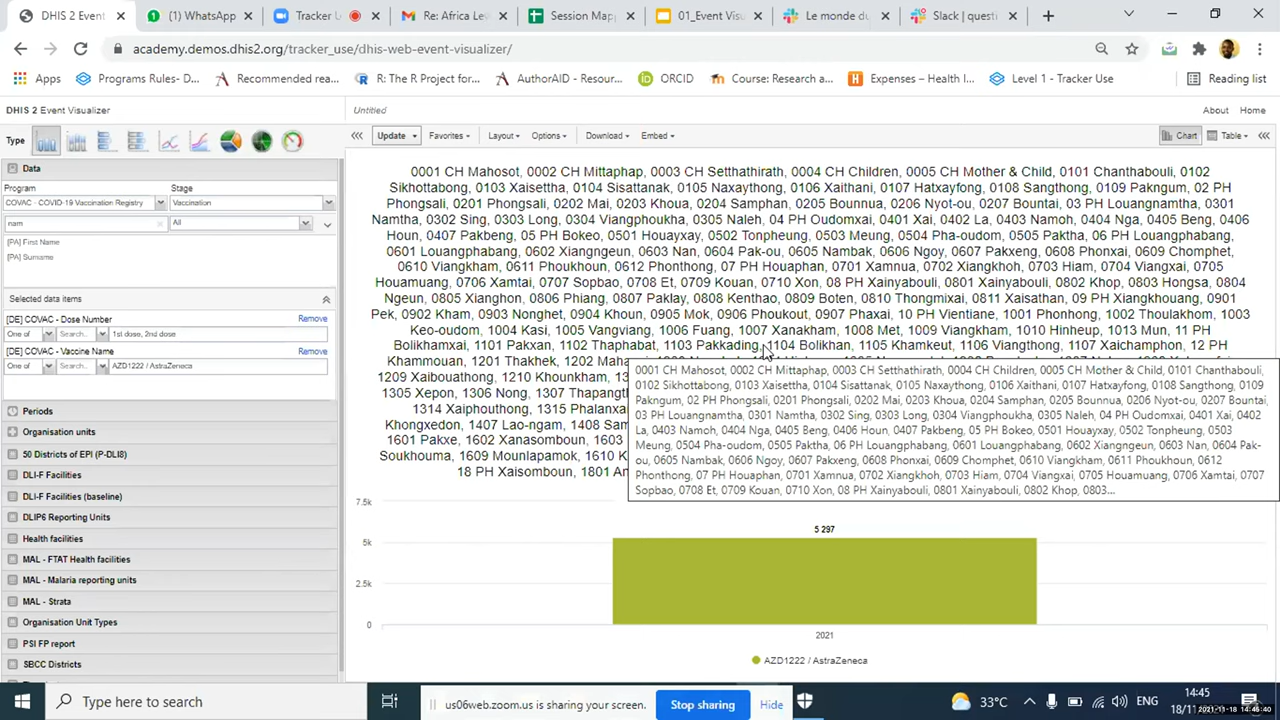 DHIS 2 Event Visualizer
(1) WhatsApp
Tracker L
Re: Africa Le
Session Map
01_Event Visu
Le monde du
Slack | questi
academy.demos.dhis2.org/tracker_use/dhis-web-event-visualizer/
Apps
Programs Rules- D...
Recommended rea...
R: The R Project for...
AuthorAID - Resour...
ORCID
Course: Research a...
Expenses – Health I...
Level 1 - Tracker Use
Reading list
DHIS 2 Event Visualizer
Untitled
About
Home
Type
Update
Favorites
Layout
Options
Download
Embed
Chart
Table
Data
Program
Stage
COVAC - COVID-19 Vaccination Registry
Vaccination
nam
All
[PA] First Name
[PA] Surname
Selected data items
[DE] COVAC - Dose Number
Remove
One of
Search...
1st dose, 2nd dose
[DE] COVAC - Vaccine Name
Remove
One of
Search...
AZD1222 / AstraZeneca
Periods
Organisation units
50 Districts of EPI (P-DLI8)
DLI-F Facilities
DLI-F Facilities (baseline)
DLIP6 Reporting Units
Health facilities
MAL - FTAT Health facilities
MAL - Malaria reporting units
MAL - Strata
Organisation Unit Types
PSI FP report
SBCC Districts
0001 CH Mahosot, 0002 CH Mittaphap, 0003 CH Setthathirath, 0004 CH Children, 0005 CH Mother & Child, 0101 Chanthabouli, 0102
Sikhottabong, 0103 Xaisettha, 0104 Sisattanak, 0105 Naxaythong, 0106 Xaithani, 0107 Hatxayfong, 0108 Sangthong, 0109 Pakngum, 02 PH
Phongsali, 0201 Phongsali, 0202 Mai, 0203 Khoua, 0204 Samphan, 0205 Bounnua, 0206 Nyot-ou, 0207 Bountai, 03 PH Louangnamtha, 0301
Namtha, 0302 Sing, 0303 Long, 0304 Viangphoukha, 0305 Naleh, 04 PH Oudomxai, 0401 Xai, 0402 La, 0403 Namoh, 0404 Nga, 0405 Beng, 0406
Houn, 0407 Pakbeng, 05 PH Bokeo, 0501 Houayxay, 0502 Tonpheung, 0503 Meung, 0504 Pha-oudom, 0505 Paktha, 06 PH Louangphabang,
0601 Louangphabang, 0602 Xiangngeun, 0603 Nan, 0604 Pak-ou, 0605 Nambak, 0606 Ngoy, 0607 Pakxeng, 0608 Phonxai, 0609 Chomphet,
0610 Viangkham, 0611 Phoukhoun, 0612 Phonthong, 07 PH Houaphan, 0701 Xamnua, 0702 Xiangkhoh, 0703 Hiam, 0704 Viangxai, 0705
Houamuang, 0706 Xamtai, 0707 Sopbao, 0708 Et, 0709 Kouan, 0710 Xon, 08 PH Xainyabouli, 0801 Xainyabouli, 0802 Khop, 0803 Hongsa, 0804
Ngeun, 0805 Xianghon, 0806 Phiang, 0807 Paklay, 0808 Kenthao, 0809 Boten, 0810 Thongmixai, 0811 Xaisathan, 09 PH Xiangkhouang, 0901
Pek, 0902 Kham, 0903 Nonghet, 0904 Khoun, 0905 Mok, 0906 Phoukout, 0907 Phaxai, 10 PH Vientiane, 1001 Phonhong, 1002 Thoulakhom, 1003
Keo-oudom, 1004 Kasi, 1005 Vangviang, 1006 Fuang, 1007 Xanakham, 1008 Met, 1009 Viangkham, 1010 Hinheup, 1013 Mun, 11 PH
Bolikhamxai, 1101 Pakxan, 1102 Thaphabat, 1103 Pakkading, 1104 Bolikhan, 1105 Khamkeut, 1106 Viangthong, 1107 Xaichamphon, 12 PH
Khammouan, 1201 Thakhek, 1202 Maha
1209 Xaibouathong, 1210 Khounkham, 13
1305 Xepon, 1306 Nong, 1307 Thapangt
1314 Xaiphouthong, 1315 Phalanxa
Khongxedon, 1407 Lao-ngam, 1408 Sam
1601 Pakxe, 1602 Xanasomboun, 1603
Soukhouma, 1609 Mounlapamok, 1610 K
18 PH Xaisomboun, 1801 An
0001 CH Mahosot, 0002 CH Mittaphap, 0003 CH Setthathirath, 0004 CH Children, 0005 CH Mother & Child, 0101 Chanthabouli,
0102 Sikhottabong, 0103 Xaisettha, 0104 Sisattanak, 0105 Naxaythong, 0106 Xaithani, 0107 Hatxayfong, 0108 Sangthong, 0109
Pakngum, 02 PH Phongsali, 0201 Phongsali, 0202 Mai, 0203 Khoua, 0204 Samphan, 0205 Bounnua, 0206 Nyot-ou, 0207 Bountai,
03 PH Louangnamtha, 0301 Namtha, 0302 Sing, 0303 Long, 0304 Viangphoukha, 0305 Naleh, 04 PH Oudomxai, 0401 Xai, 0402
La, 0403 Namoh, 0404 Nga, 0405 Beng, 0406 Houn, 0407 Pakbeng, 05 PH Bokeo, 0501 Houayxay, 0502 Tonpheung, 0503
Meung, 0504 Pha-oudom, 0505 Paktha, 06 PH Louangphabang, 0601 Louangphabang, 0602 Xiangngeun, 0603 Nan, 0604 Pak-
ou, 0605 Nambak, 0606 Ngoy, 0607 Pakxeng, 0608 Phonxai, 0609 Chomphet, 0610 Viangkham, 0611 Phoukhoun, 0612
Phonthong, 07 PH Houaphan, 0701 Xamnua, 0702 Xiangkhoh, 0703 Hiam, 0704 Viangxai, 0705 Houamuang, 0706 Xamtai, 0707
Sopbao, 0708 Et, 0709 Kouan, 0710 Xon, 08 PH Xainyabouli, 0801 Xainyabouli, 0802 Khop, 0803...
7.5k
5k
2.5k
0
5 297
2021
AZD1222 / AstraZeneca
Type here to search
us06web.zoom.us is sharing your screen.
Stop sharing
Hide
33°C
ENG
14:45
18/11
2021-11-18 14:45:40